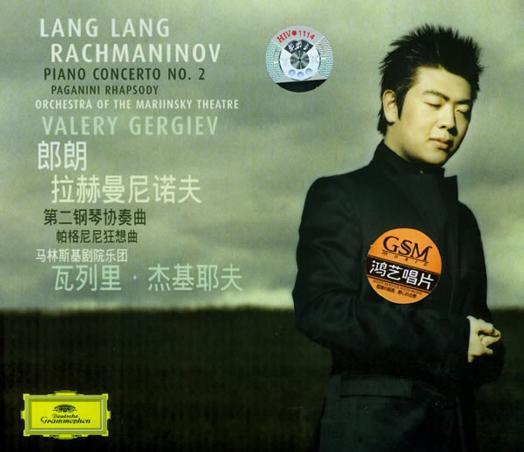 LANG LANG
RACHMANINOV
PIANO CONCERTO NO. 2
PAGANINI RHAPSODY
ORCHESTRA OF THE MARIINSKY THEATRE
VALERY GERGIEV
郎朗
拉赫曼尼诺夫
第二钢琴协奏曲
帕格尼尼狂想曲
马林斯基剧院乐团
瓦列里·杰基耶夫
HIVO1114
GSM
鸿艺唱片
Deutsche
Grammophon